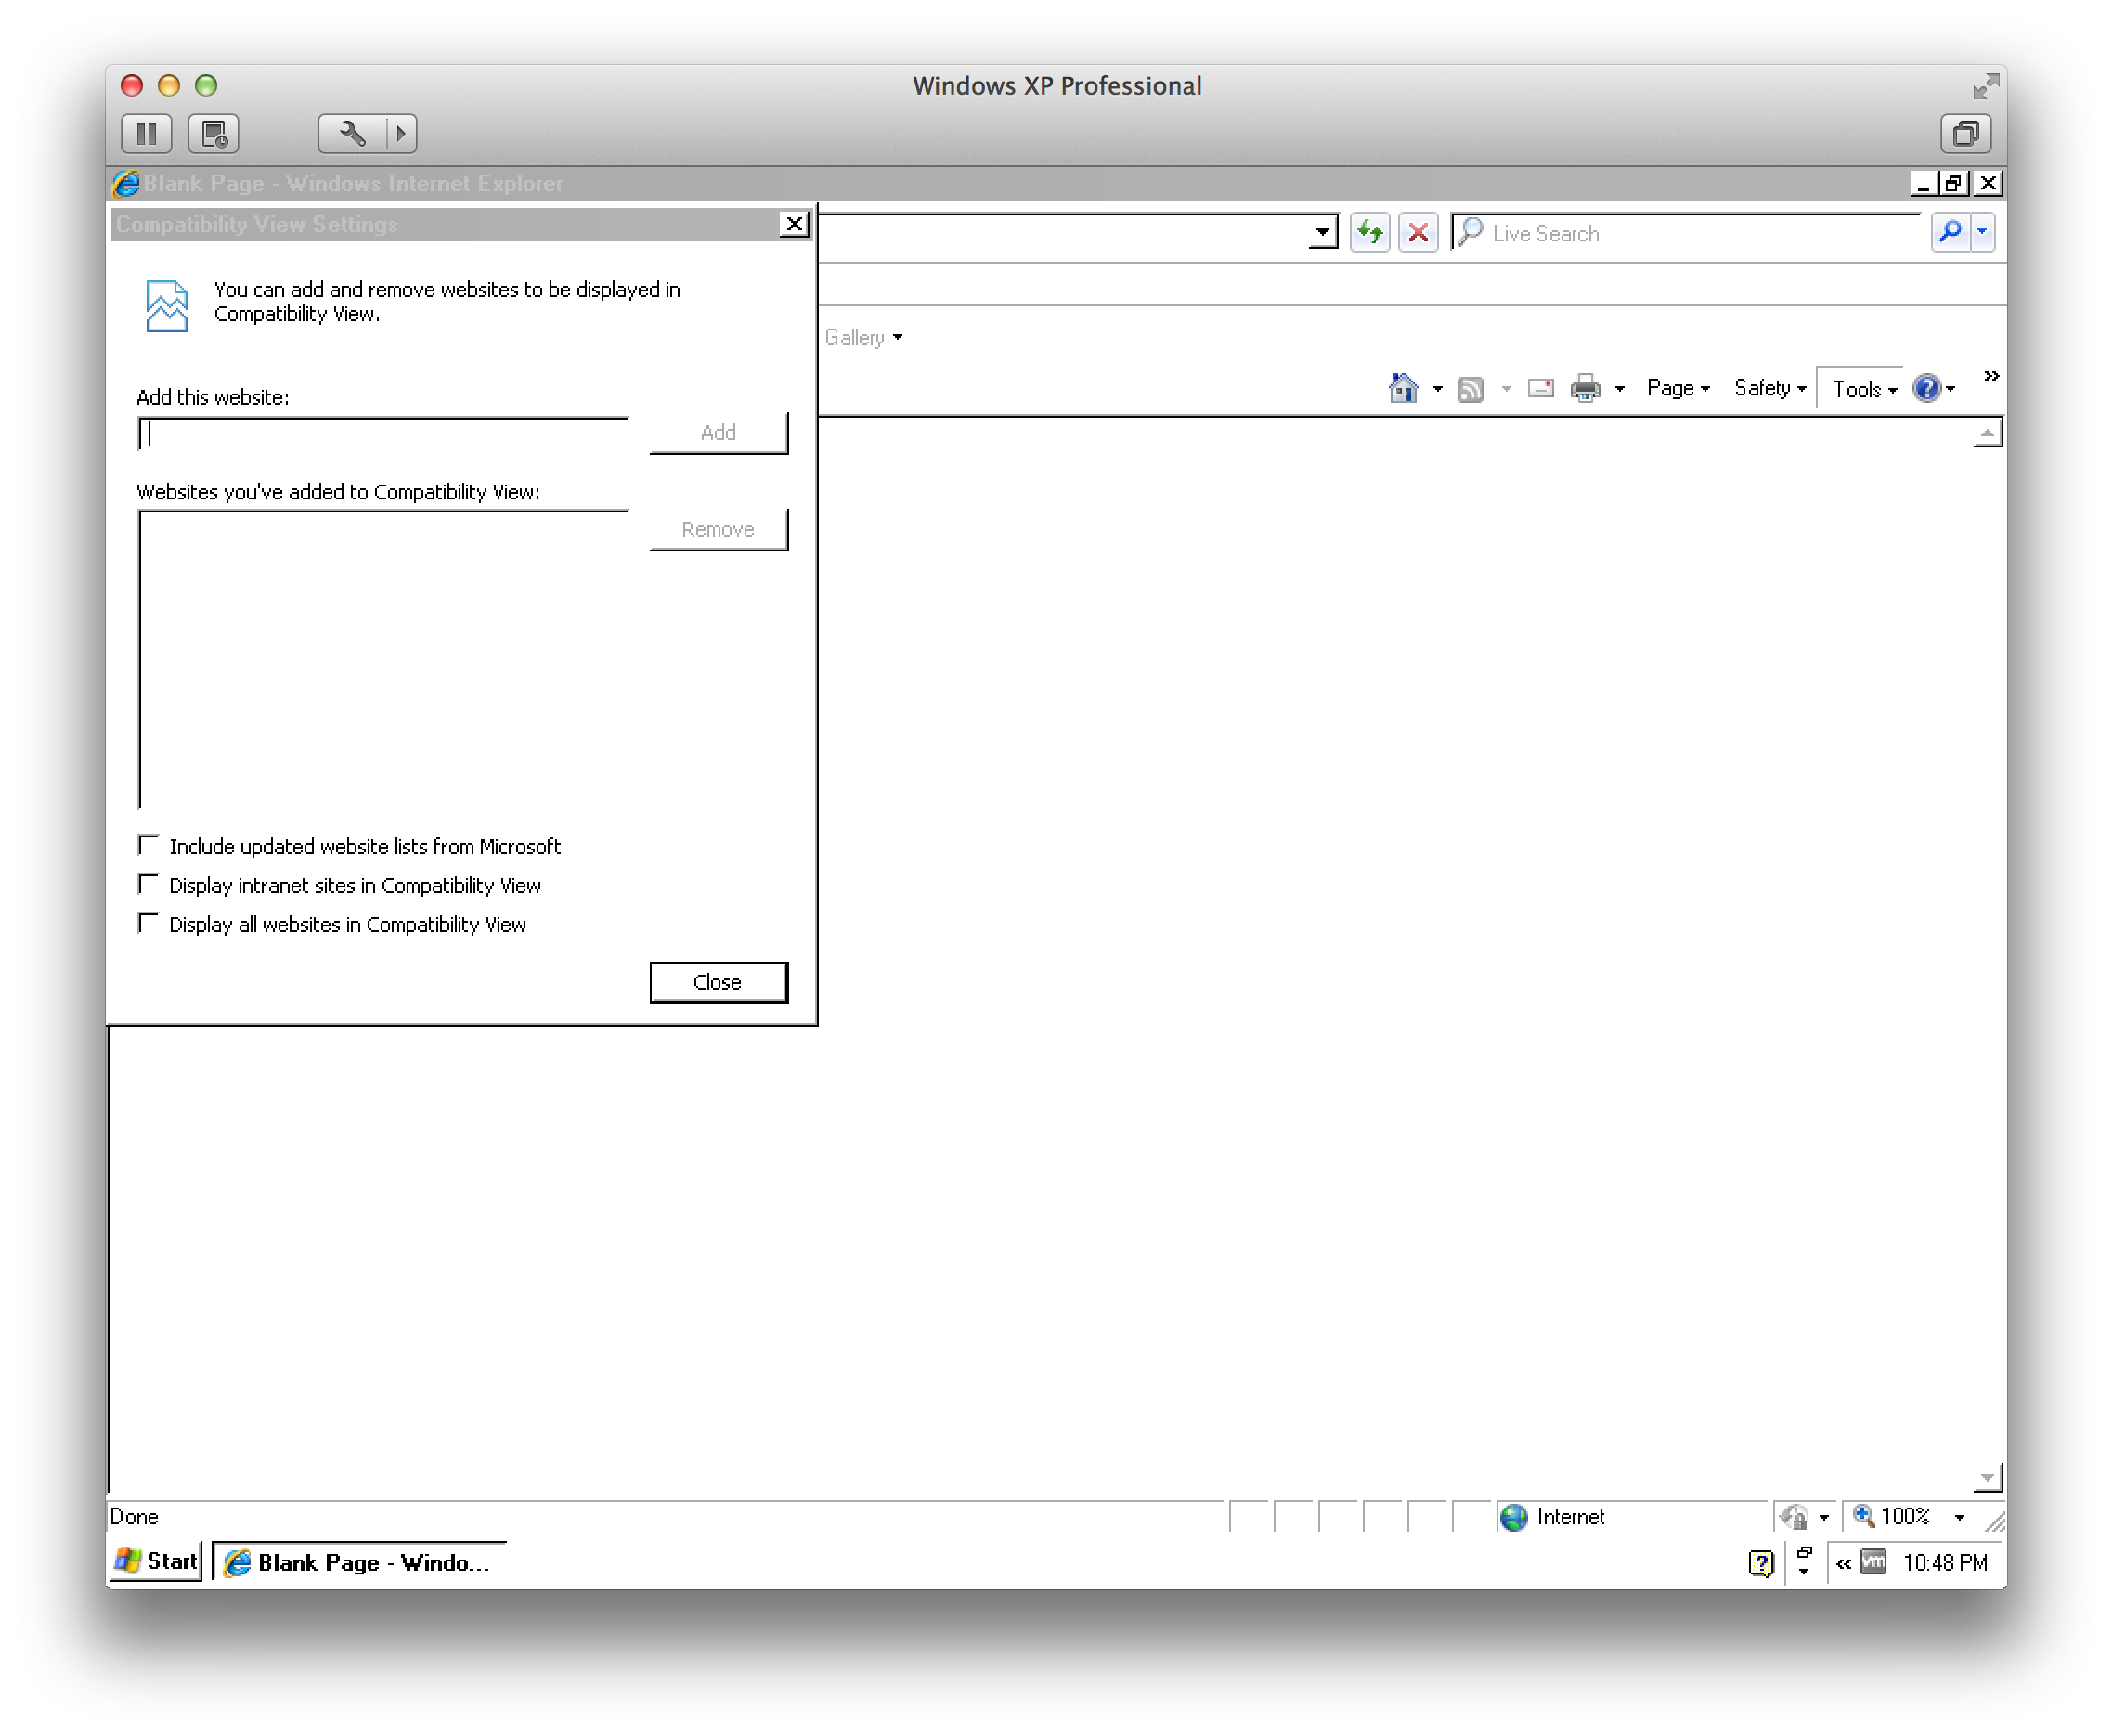 Windows XP Professional
Blank Page - Windows Internet Explorer
Compatibility View Settings
Live Search
You can add and remove websites to be displayed in
Compatibility View.
Gallery
Add this website:
Page
Safety
Tools
Add
Websites you've added to Compatibility View:
Remove
Include updated website lists from Microsoft
Display intranet sites in Compatibility View
Display all websites in Compatibility View
Close
Done
Internet
100%
Start
Blank Page - Windo...
vm
10:48 PM